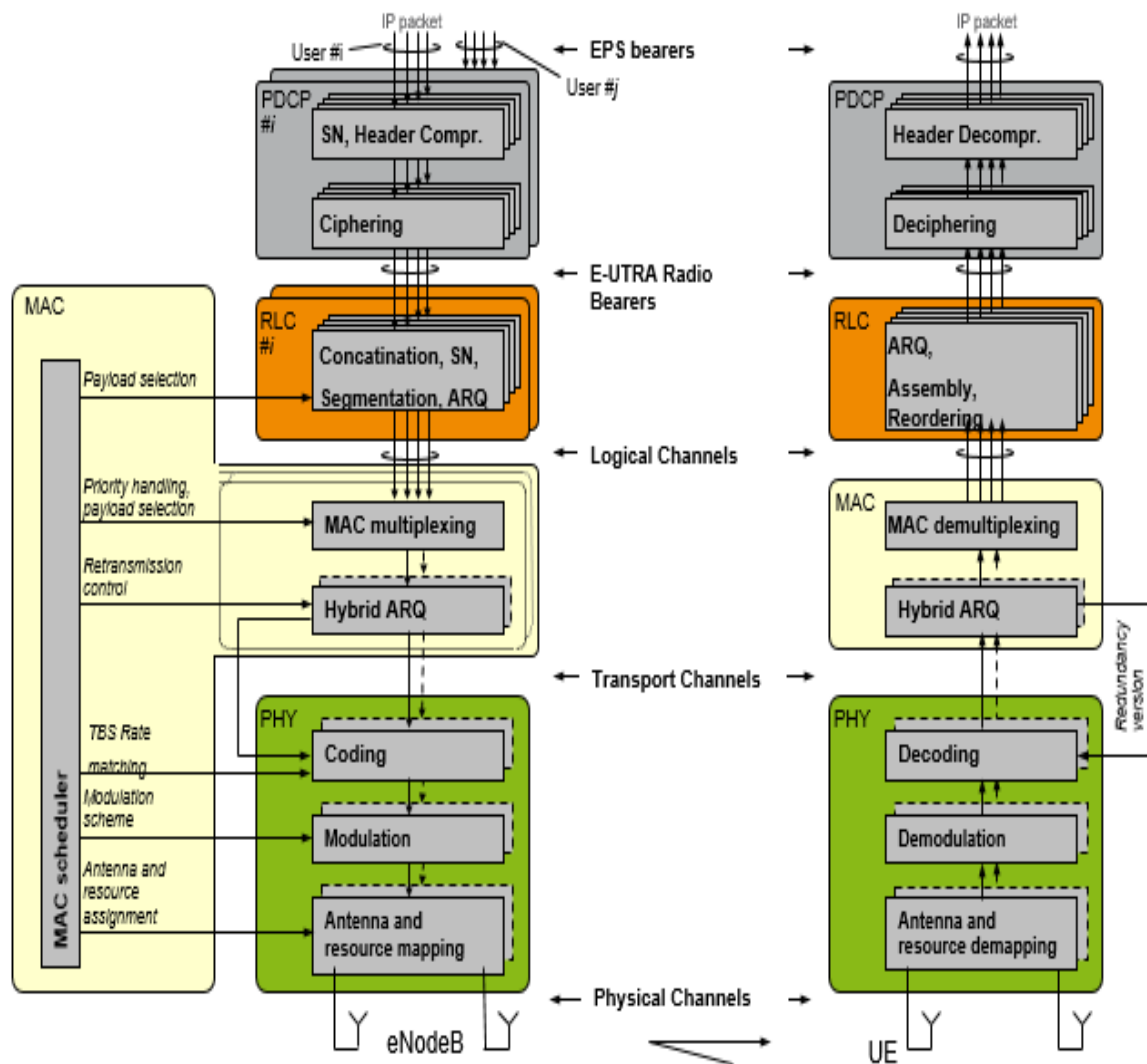 IP packet
User #i
User #j
EPS bearers
IP packet
PDCP
#i
SN, Header Compr.
Ciphering
PDCP
Header Decompr.
Deciphering
E-UTRA Radio
Bearers
MAC
RLC
#i
Concatination, SN,
Segmentation, ARQ
RLC
ARQ,
Assembly,
Reordering
Payload selection
Logical Channels
Priority handling,
payload selection
MAC multiplexing
MAC
MAC demultiplexing
Retransmission
control
Hybrid ARQ
Hybrid ARQ
Transport Channels
Redundancy
version
PHY
PHY
TBS Rate
matching
Coding
Decoding
Modulation
scheme
Modulation
Demodulation
MAC scheduler
Antenna and
resource
assignment
Antenna and
resource mapping
Antenna and
resource demapping
Physical Channels
eNodeB
UE